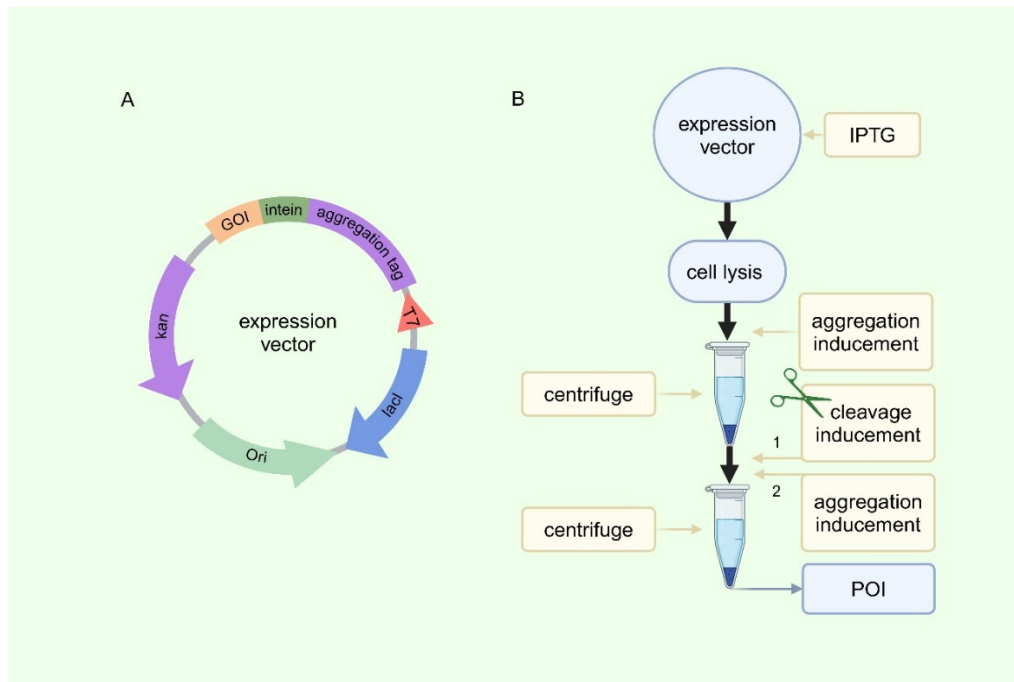 A
GOI
intein
aggregation tag
T7
lacI
Ori
kan
expression
vector
B
expression
vector
IPTG
cell lysis
aggregation
inducement
centrifuge
cleavage
inducement
1
2
aggregation
inducement
centrifuge
POI